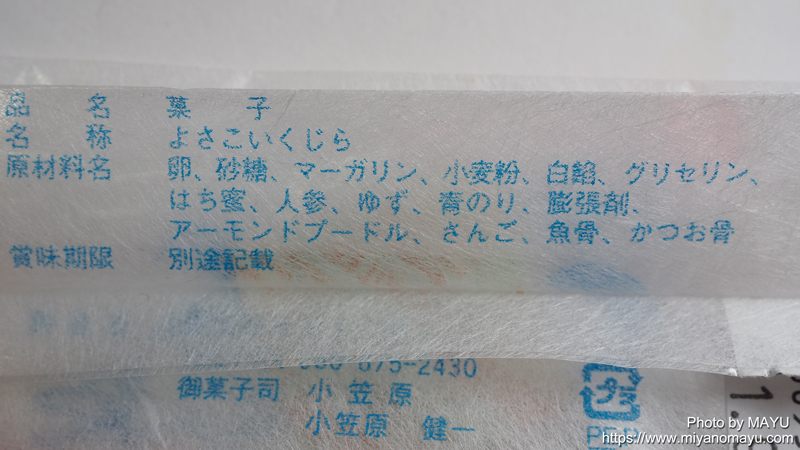 品名 菓子
名称 よさこいくじら
原材料名 卵、砂糖、マーガリン、小麦粉、白餡、グリセリン、
はち蜜、人参、ゆず、青のり、膨張剤、
アーモンドプードル、さんご、魚骨、かつお骨
賞味期限 別途記載
675-2430
御菓子司 小笠原
小笠原 健一
プラ
Photo by MAYU
https://www.miyanomayu.com/